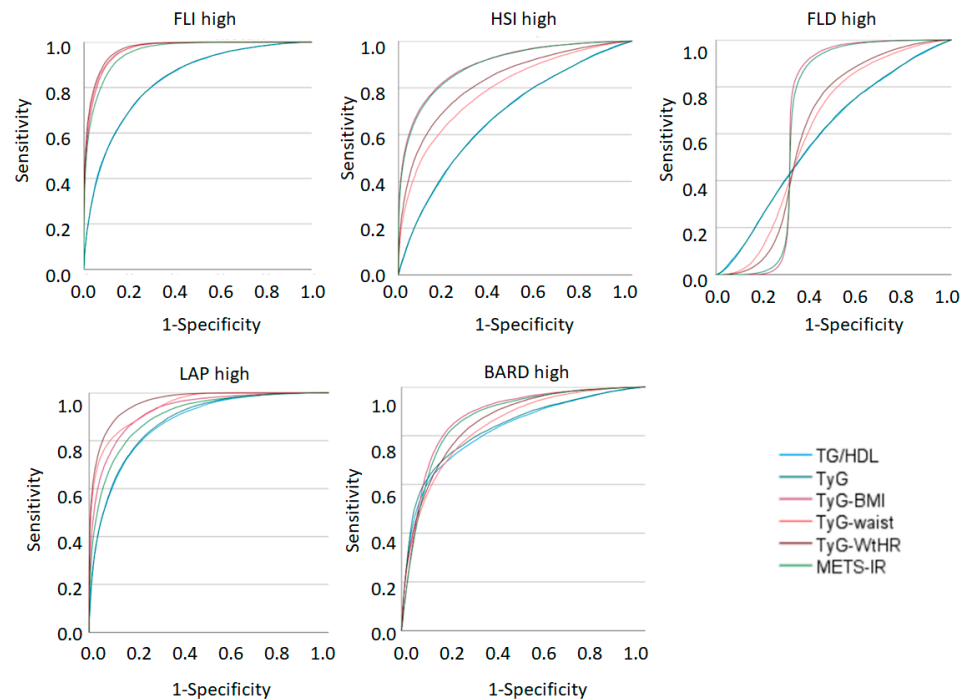 FLI high
1.0
0.8
0.6
0.4
0.2
0.0
Sensitivity
0.0 0.2 0.4 0.6 0.8 1.0
1-Specificity
HSI high
1.0
0.8
0.6
0.4
0.2
0.0
Sensitivity
0.0 0.2 0.4 0.6 0.8 1.0
1-Specificity
FLD high
1.0
0.8
0.6
0.4
0.2
0.0
Sensitivity
0.0 0.2 0.4 0.6 0.8 1.0
1-Specificity
LAP high
1.0
0.8
0.6
0.4
0.2
0.0
Sensitivity
0.0 0.2 0.4 0.6 0.8 1.0
1-Specificity
BARD high
1.0
0.8
0.6
0.4
0.2
0.0
Sensitivity
0.0 0.2 0.4 0.6 0.8 1.0
1-Specificity
TG/HDL
TyG
TyG-BMI
TyG-waist
TyG-WtHR
METS-IR